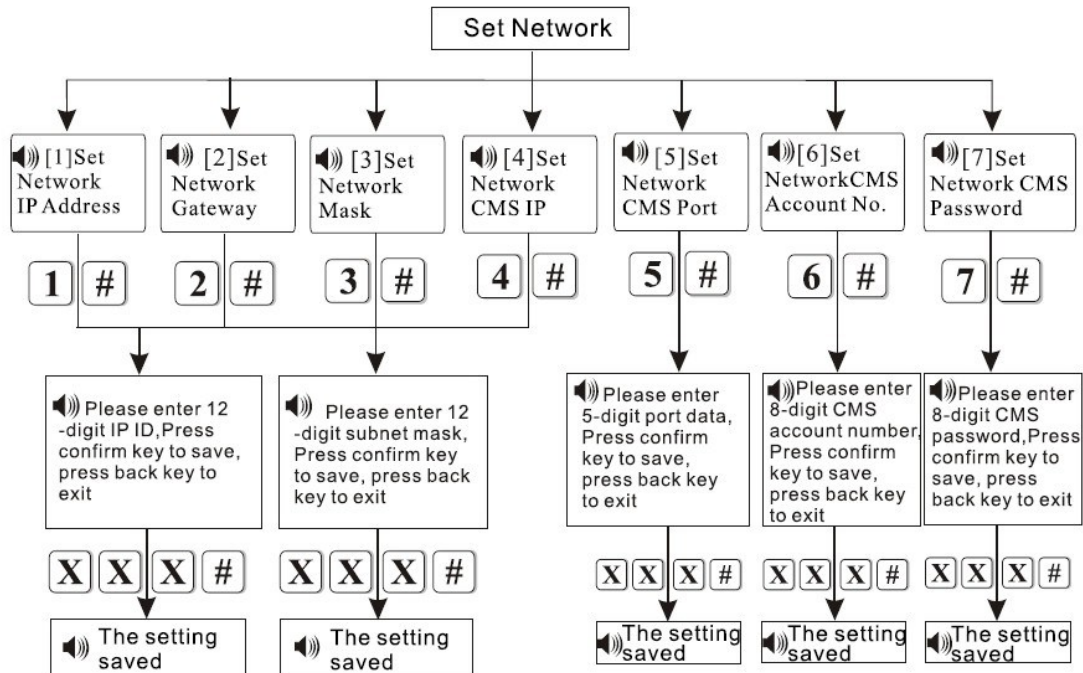 Set Network
[1]Set
Network
IP Address
[2]Set
Network
Gateway
[3]Set
Network
Mask
[4]Set
Network
CMS IP
[5]Set
Network
CMS Port
[6]Set
NetworkCMS
Account No.
[7]Set
Network CMS
Password
1 #
2 #
3 #
4 #
5 #
6 #
7 #
Please enter 12
-digit IP ID,Press
confirm key to save,
press back key to
exit
Please enter 12
-digit subnet mask,
Press confirm key
to save, press back
key to exit
Please enter
5-digit port data,
Press confirm
key to save,
press back key
to exit
Please enter
8-digit CMS
account number,
Press confirm
key to save,
press back key
to exit
Please enter
8-digit CMS
password,Press
confirm key to
save, press
back key to exit
X X X #
X X X #
X X X #
X X X #
X X X #
The setting
saved
The setting
saved
The setting
saved
The setting
saved
The setting
saved